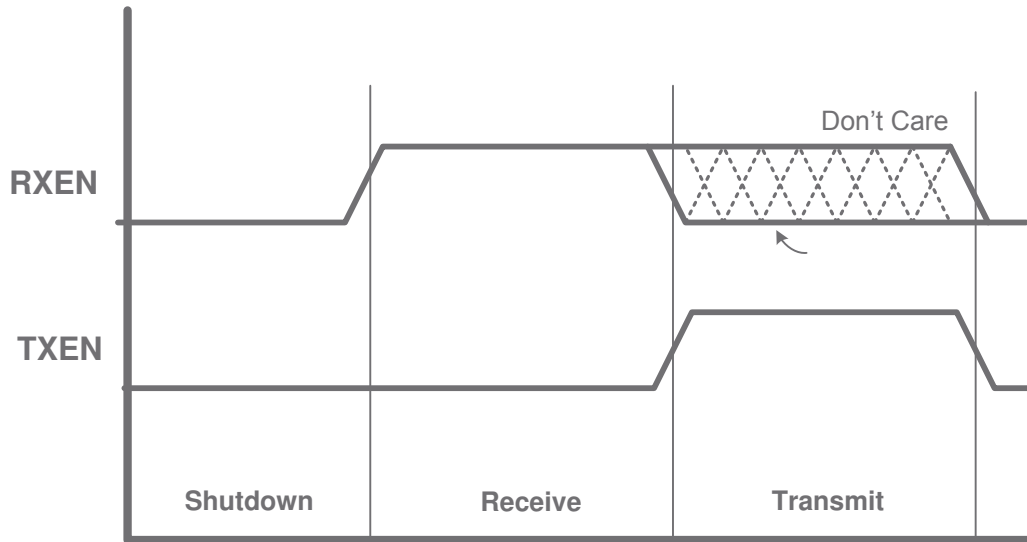 Don’t Care
RXEN
TXEN
Shutdown
Receive
Transmit